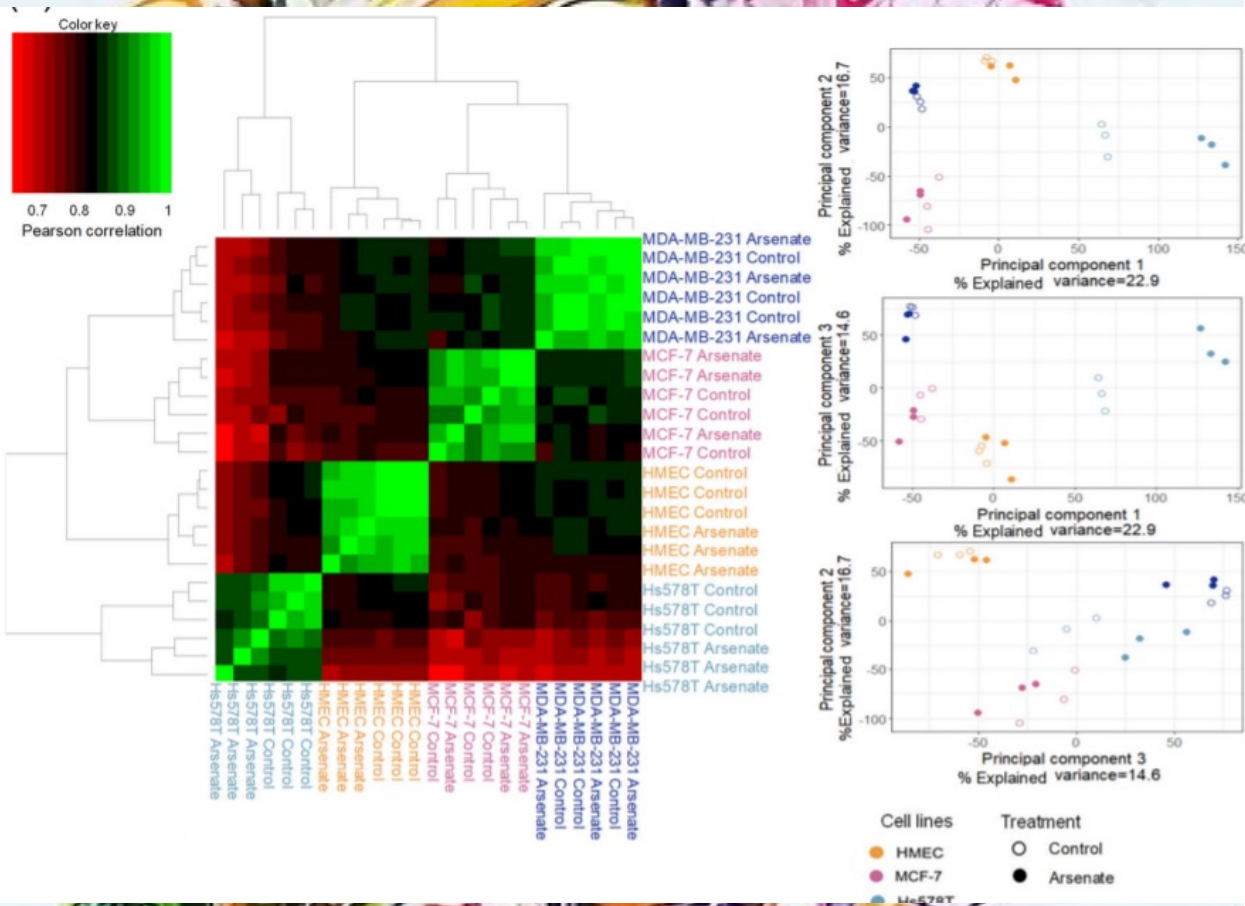 Color key
0.7 0.8 0.9 1
Pearson correlation
MDA-MB-231 Arsenate
MDA-MB-231 Control
MDA-MB-231 Arsenate
MDA-MB-231 Control
MDA-MB-231 Control
MDA-MB-231 Arsenate
MCF-7 Arsenate
MCF-7 Arsenate
MCF-7 Control
MCF-7 Control
MCF-7 Arsenate
MCF-7 Control
HMEC Control
HMEC Control
HMEC Control
HMEC Arsenate
HMEC Arsenate
HMEC Arsenate
Hs578T Control
Hs578T Control
Hs578T Control
Hs578T Arsenate
Hs578T Arsenate
Hs578T Arsenate
Hs578T Arsenate
Hs578T Arsenate
Hs578T Arsenate
Hs578T Control
Hs578T Control
Hs578T Control
HMEC Arsenate
HMEC Arsenate
HMEC Arsenate
HMEC Control
HMEC Control
HMEC Control
MCF-7 Control
MCF-7 Arsenate
MCF-7 Control
MCF-7 Control
MCF-7 Arsenate
MCF-7 Arsenate
MDA-MB-231 Arsenate
MDA-MB-231 Control
MDA-MB-231 Control
MDA-MB-231 Arsenate
MDA-MB-231 Control
MDA-MB-231 Arsenate
Principal component 2
% Explained variance=16.7
50
0
-50
-100
-50 0 50 100 150
Principal component 1
% Explained variance=22.9
Principal component 3
% Explained variance=14.6
50
0
-50
-50 0 50 100 150
Principal component 1
% Explained variance=22.9
Principal component 2
%Explained variance=16.7
50
0
-50
-100
-50 0 50
Principal component 3
% Explained variance=14.6
Cell lines
HMEC
MCF-7
Hs578T
Treatment
Control
Arsenate